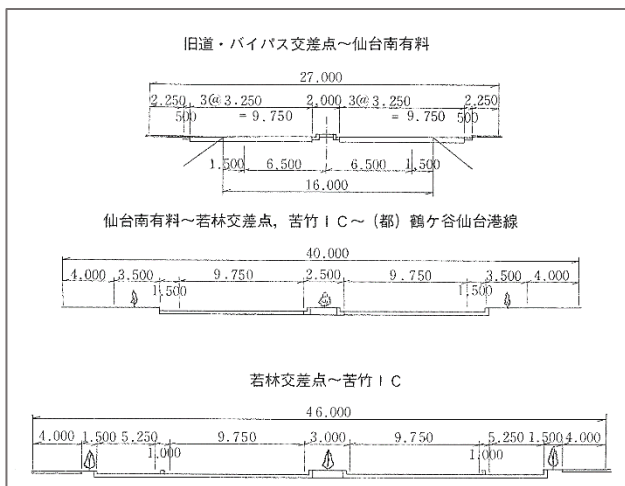 旧道・バイパス交差点〜仙台南有料
27,000
2,250 3@3.250 2,000 3@3.250 2,250
500 = 9.750 = 9.750 500
1,500 6,500 6,500 1,500
16.000
仙台南有料〜若林交差点,苦竹IC〜(都)鶴ケ谷仙台港線
40.000
4.000 3.500 9.750 2.500 9.750 3.500 4.000
1,500 1,500
若林交差点〜苦竹IC
46.000
4.000 1.500 5.250 9.750 3.000 9.750 5.250 1.500 4.000
1,000 1,000